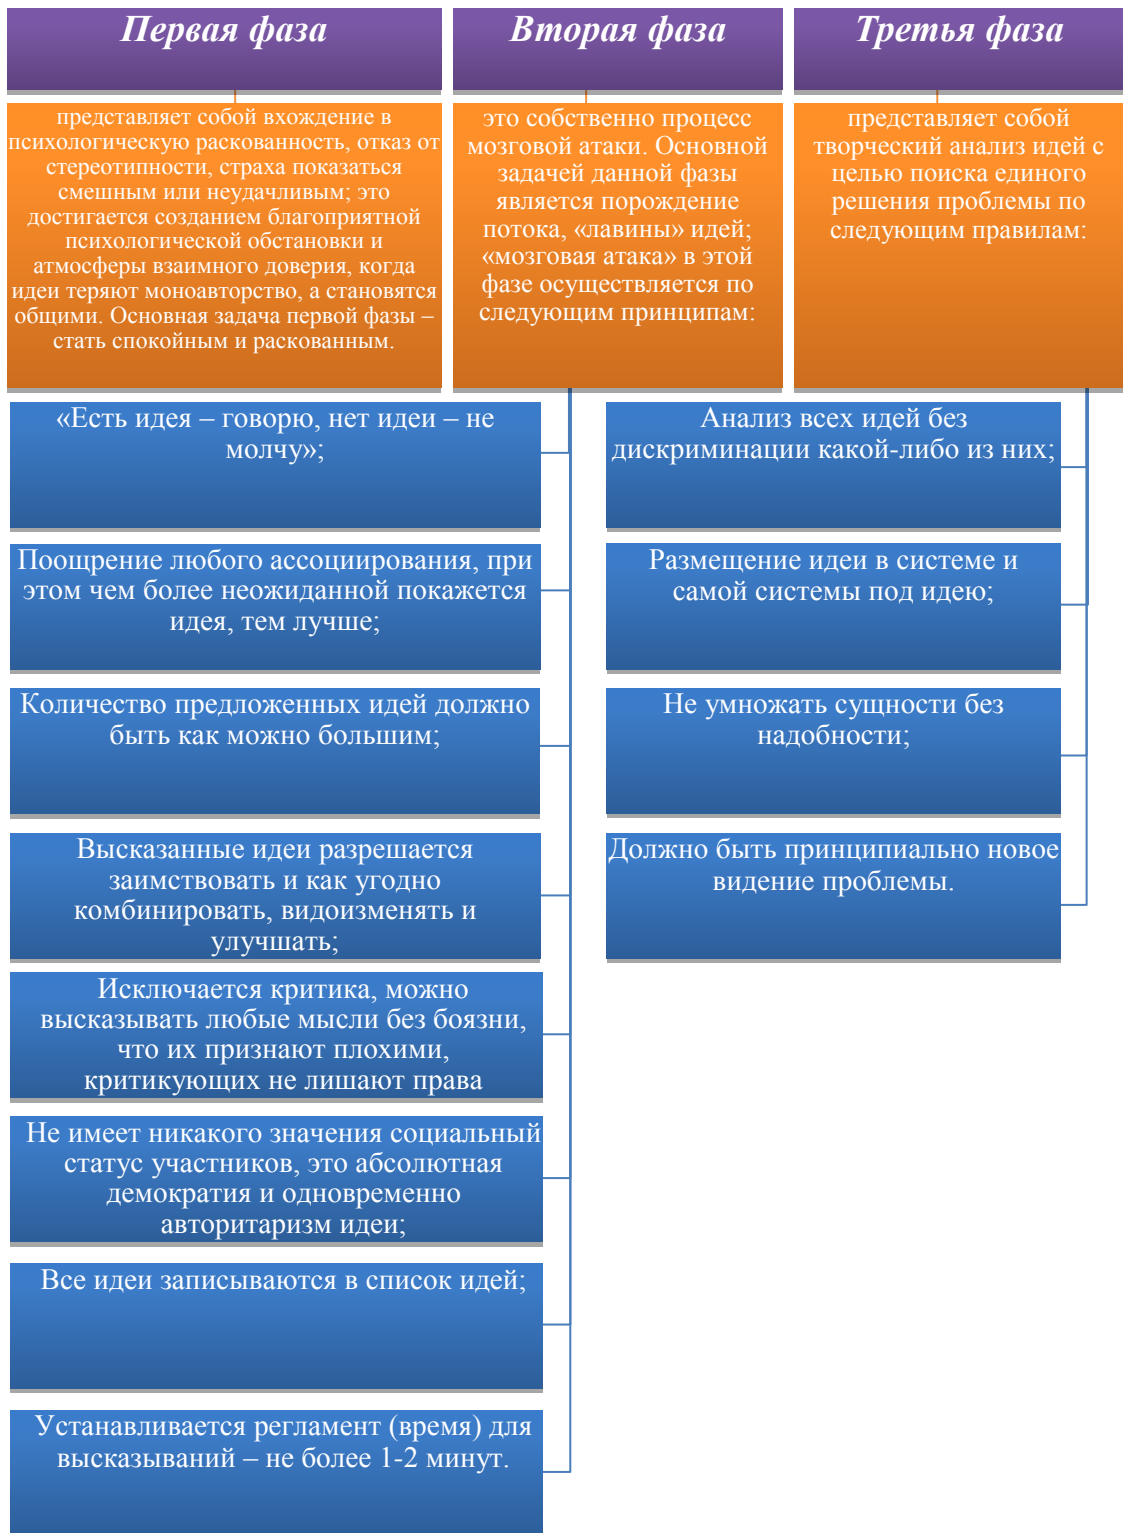 Первая фаза
представляет собой вхождение в
психологическую раскованность, отказ от
стереотипности, страха показаться
смешным или неудачливым; это
достигается созданием благоприятной
психологической обстановки и
атмосферы взаимного доверия, когда
идеи теряют моноавторство, а становятся
общими. Основная задача первой фазы –
стать спокойным и раскованным.
Вторая фаза
это собственно процесс
мозговой атаки. Основной
задачей данной фазы
является порождение
потока, «лавины» идей;
«мозговая атака» в этой
фазе осуществляется по
следующим принципам:
«Есть идея – говорю, нет идеи – не
молчу»;
Поощрение любого ассоциирования, при
этом чем более неожиданной покажется
идея, тем лучше;
Количество предложенных идей должно
быть как можно большим;
Высказанные идеи разрешается
заимствовать и как угодно
комбинировать, видоизменять и
улучшать;
Исключается критика, можно
высказывать любые мысли без боязни,
что их признают плохими,
критикующих не лишают права
Не имеет никакого значения социальный
статус участников, это абсолютная
демократия и одновременно
авторитаризм идеи;
Все идеи записываются в список идей;
Устанавливается регламент (время) для
высказываний – не более 1-2 минут.
Третья фаза
представляет собой
творческий анализ идей с
целью поиска единого
решения проблемы по
следующим правилам:
Анализ всех идей без
дискриминации какой-либо из них;
Размещение идеи в системе и
самой системы под идею;
Не умножать сущности без
надобности;
Должно быть принципиально новое
видение проблемы.